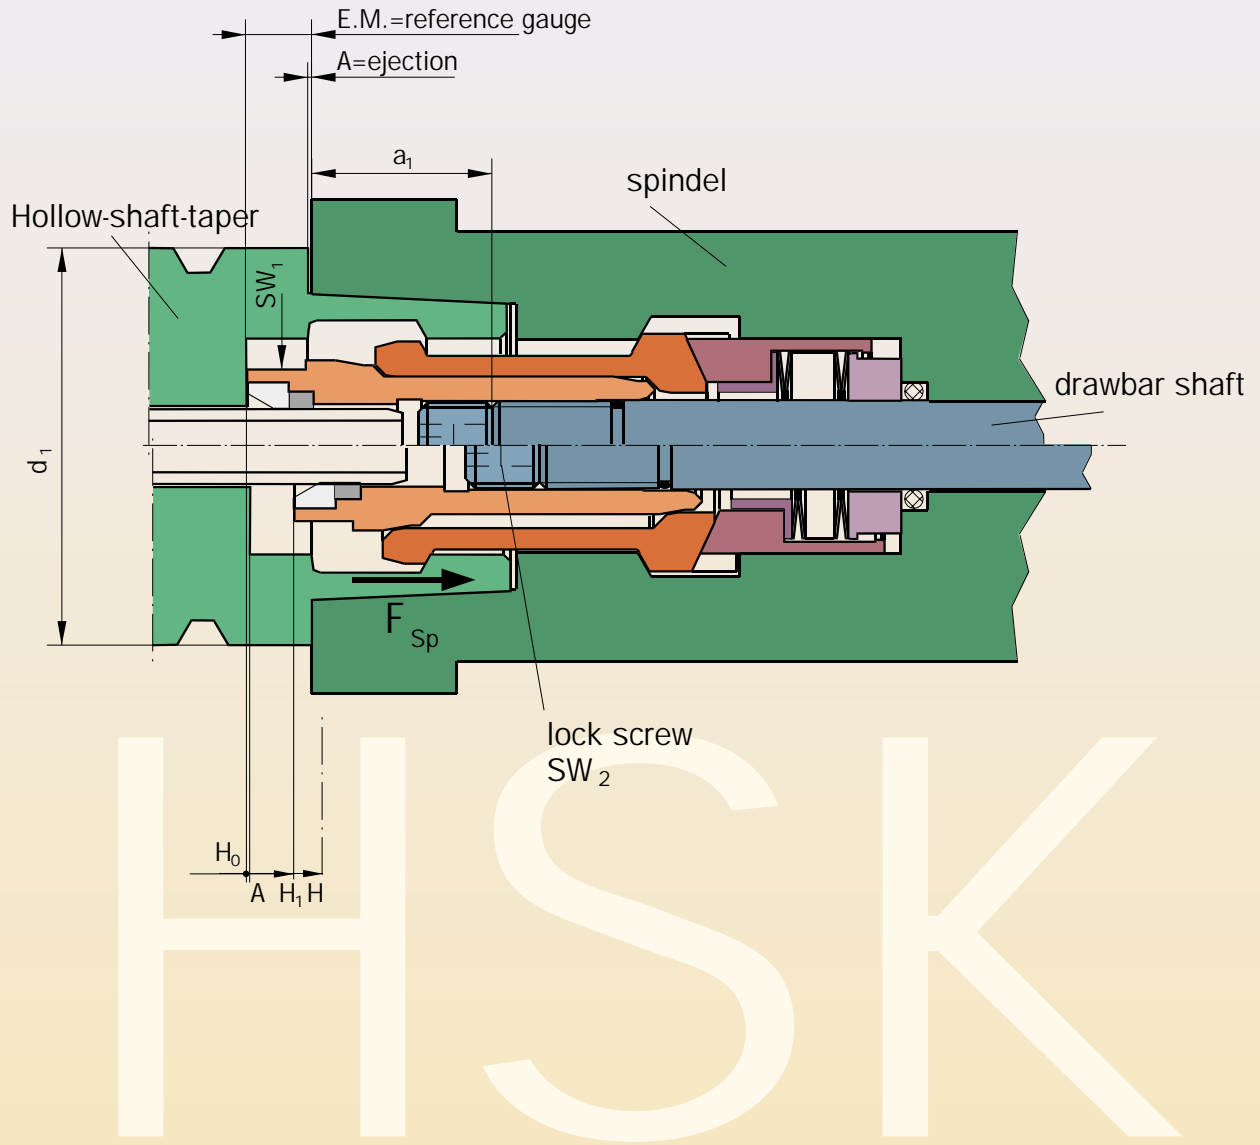 E.M.=reference gauge
A=ejection
a₁
spindel
Hollow-shaft-taper
SW₁
drawbar shaft
d₁
F Sp
lock screw
SW ₂
H₀
A H₁ H
HSK